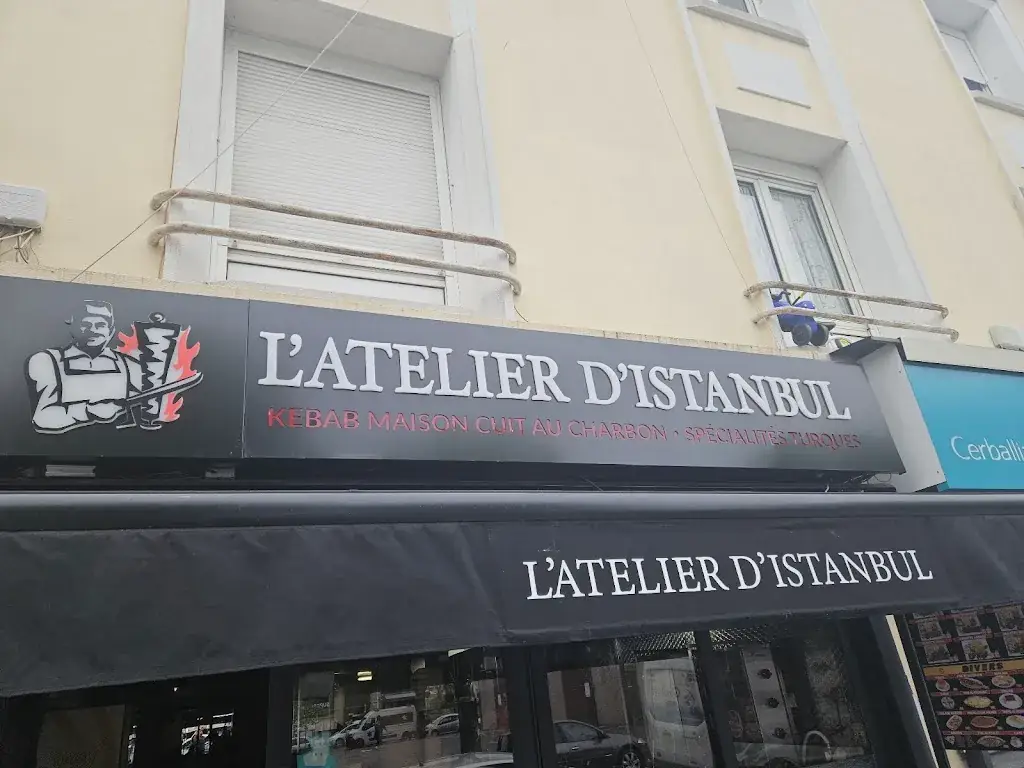 L'ATELIER D'ISTANBUL
KEBAB MAISON CUIT AU CHARBON • SPÉCIALITÉS TURQUES
Cerballi
L'ATELIER D'ISTANBUL
DIVERS